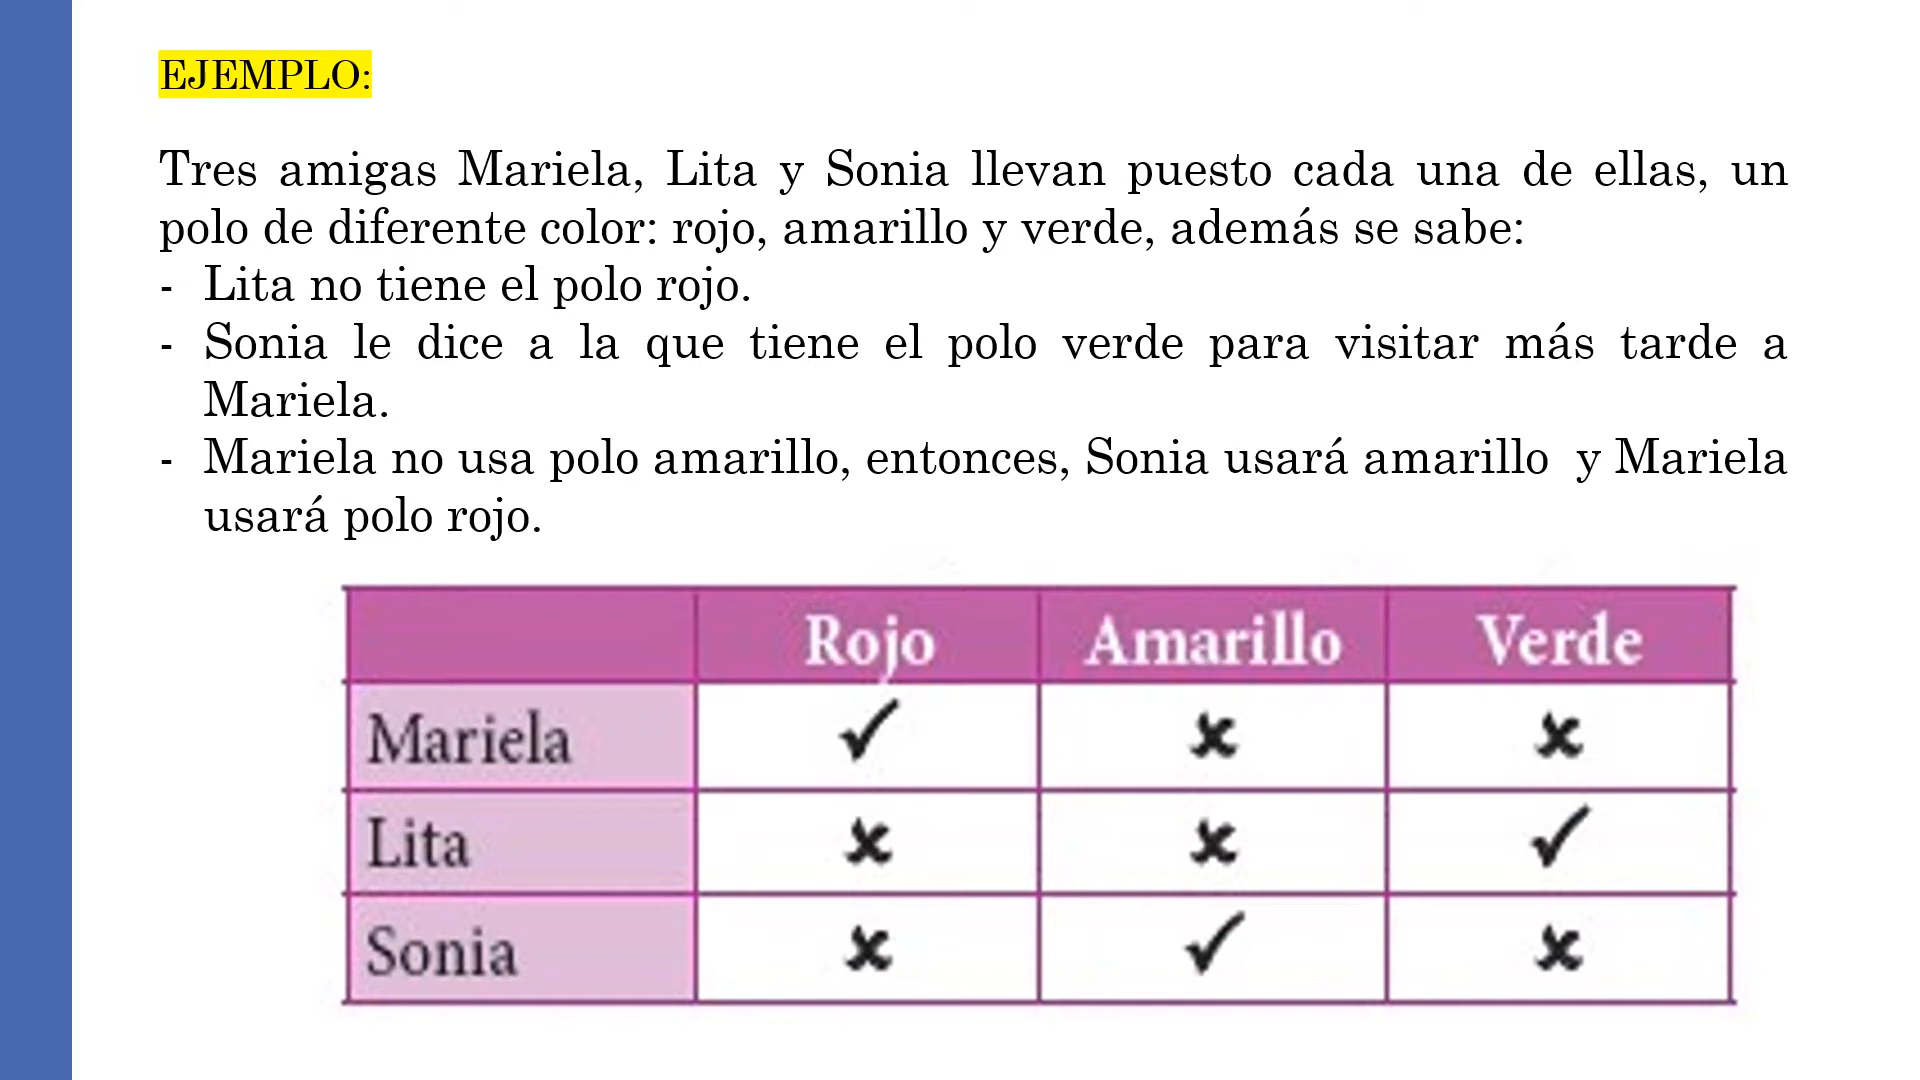 EJEMPLO:
Tres amigas Mariela, Lita y Sonia llevan puesto cada una de ellas, un
polo de diferente color: rojo, amarillo y verde, además se sabe:
- Lita no tiene el polo rojo.
- Sonia le dice a la que tiene el polo verde para visitar más tarde a
Mariela.
- Mariela no usa polo amarillo, entonces, Sonia usará amarillo y Mariela
usará polo rojo.
Rojo Amarillo Verde
Mariela ✓ ✘ ✘
Lita ✘ ✘ ✓
Sonia ✘ ✓ ✘